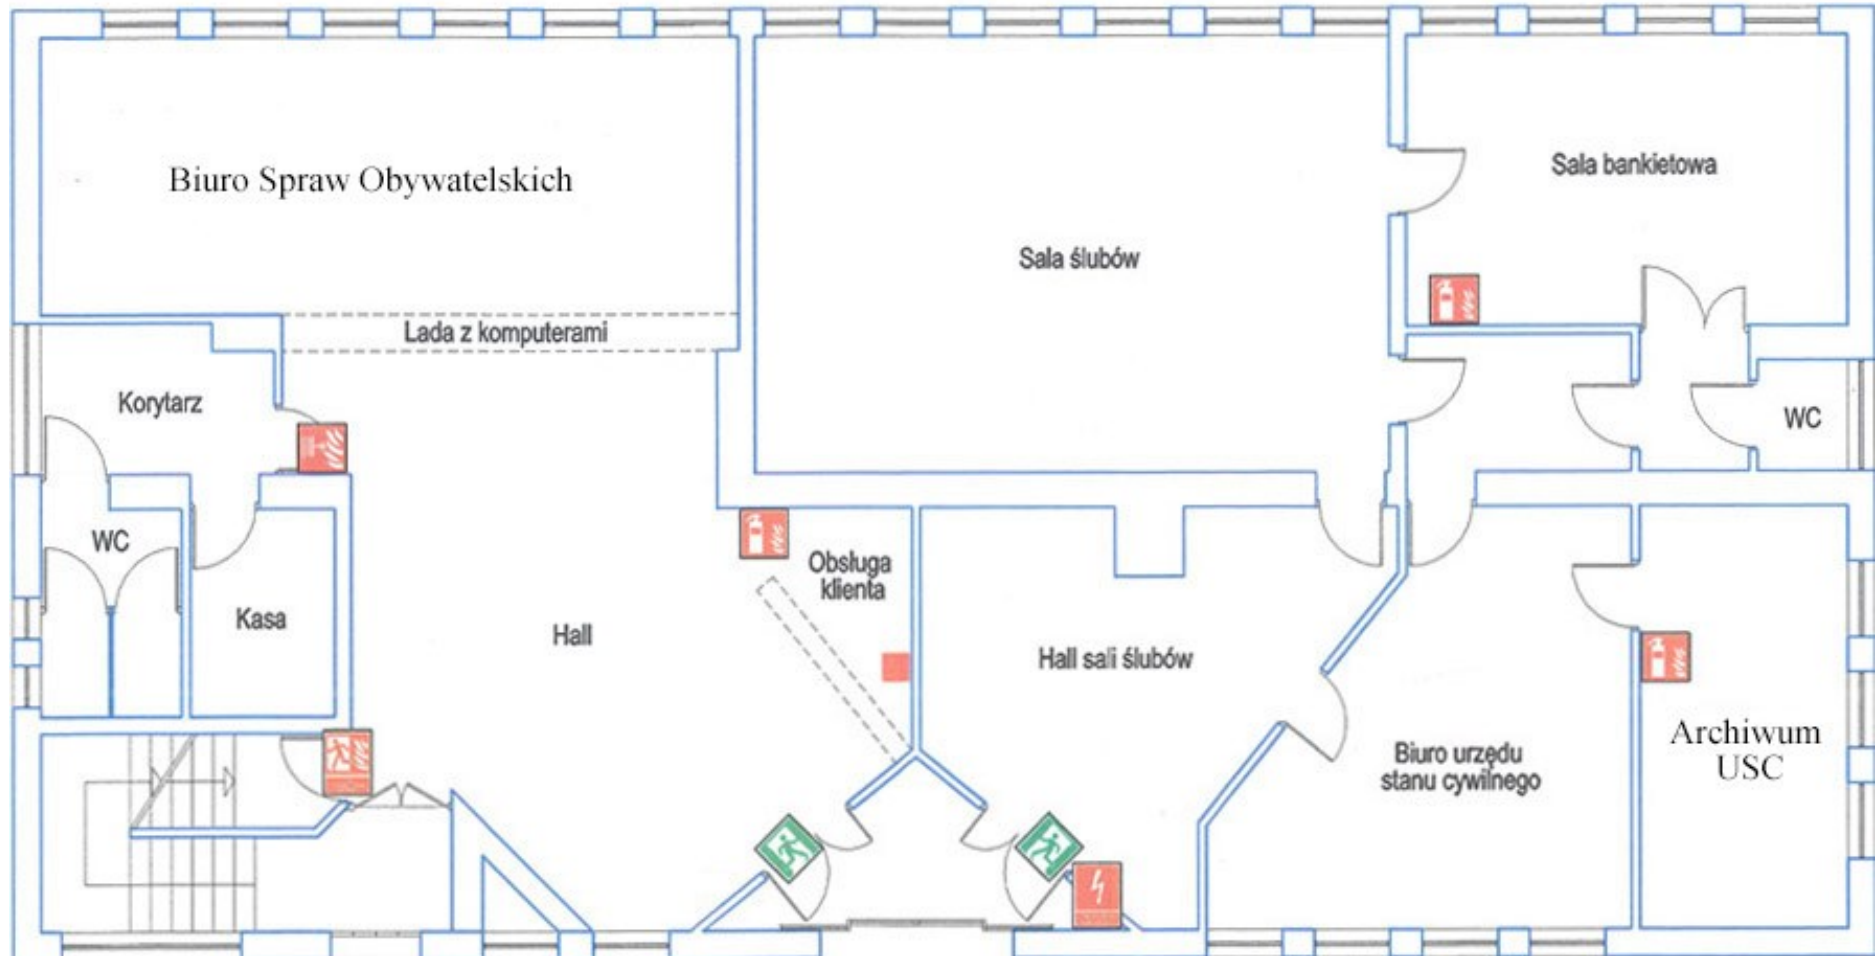 Biuro Spraw Obywatelskich
Sala bankietowa
Sala ślubów
Lada z komputerami
Korytarz
WC
WC
Obsługa
klienta
Kasa
Hall
Hall sali ślubów
Biuro urzędu
stanu cywilnego
Archiwum
USC